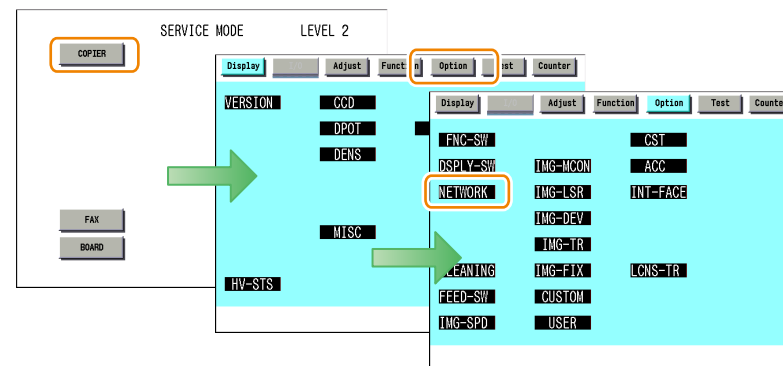 SERVICE MODE LEVEL 2
COPIER
FAX
BOARD
Display Adjust Option Counter
VERSION CCD
DPOT
DENS
MISC
HV-STS
Display Adjust Function Option Test Counte
FNC-SW CST
DSPLY-SW IMG-MCON ACC
NETWORK IMG-LSR INT-FACE
IMG-DEV
IMG-TR
LEANING IMG-FIX LCNS-TR
FEED-SW CUSTOM
IMG-SPD USER